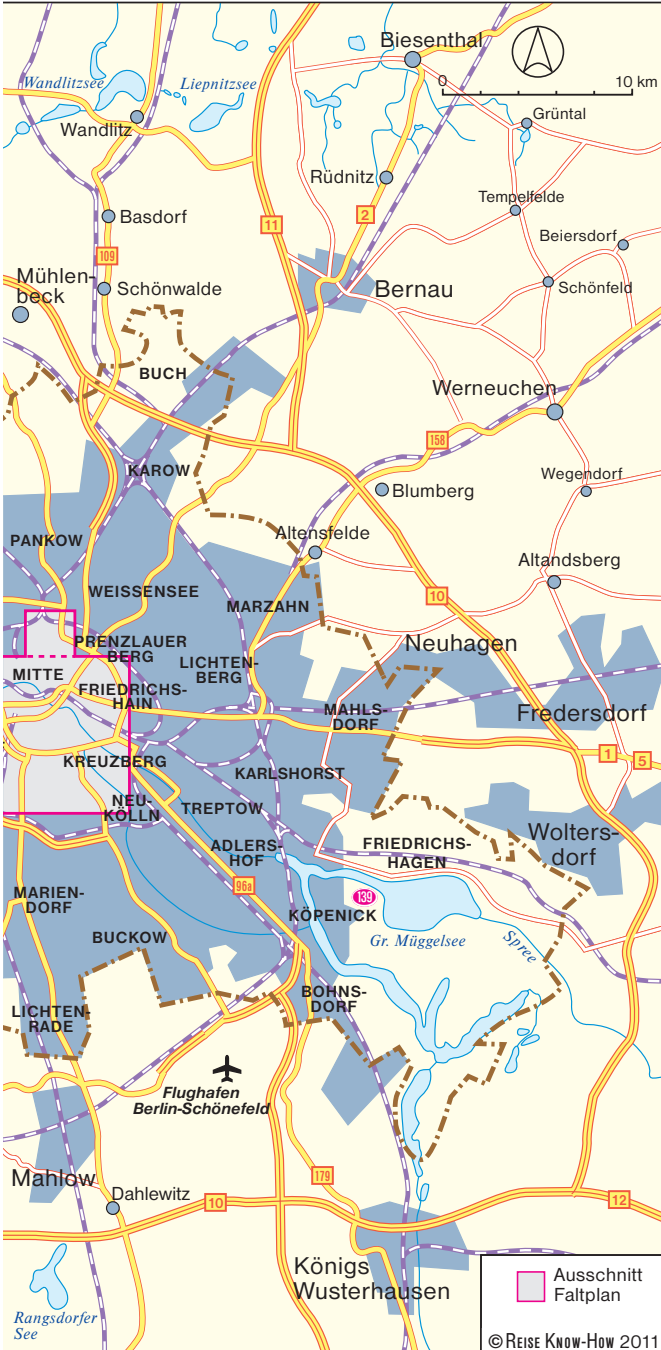 Biesenthal
Wandlitzsee
Liepnitzsee
0
10 km
Grüntal
Wandlitz
Rüdnitz
Tempelfelde
2
11
Basdorf
Beiersdorf
109
Mühlen-
beck
Schönwalde
Bernau
Schönfeld
BUCH
Werneuchen
158
KAROW
Blumberg
Wegendorf
PANKOW
Altensfelde
Altandsberg
WEISSENSEE
MARZAHN
10
PRENZLAUER
BERG
Neuhagen
MITTE
LICHTEN-
BERG
FRIEDRICHS-
HAIN
MAHLS-
DORF
Fredersdorf
KREUZBERG
KARLSHORST
1
5
NEU-
KÖLLN
TREPTOW
Wolters-
dorf
ADLERS-
HOF
FRIEDRICHS-
HAGEN
96a
139
MARIEN-
DORF
KÖPENICK
BUCKOW
Gr. Müggelsee
Spree
BOHNS-
DORF
LICHTEN-
RADE
Flughafen
Berlin-Schönefeld
Mahlow
179
Dahlewitz
10
12
Königs
Wusterhausen
Rangsdorfer
See
Ausschnitt
Faltplan
© REISE KNOW-HOW 2011